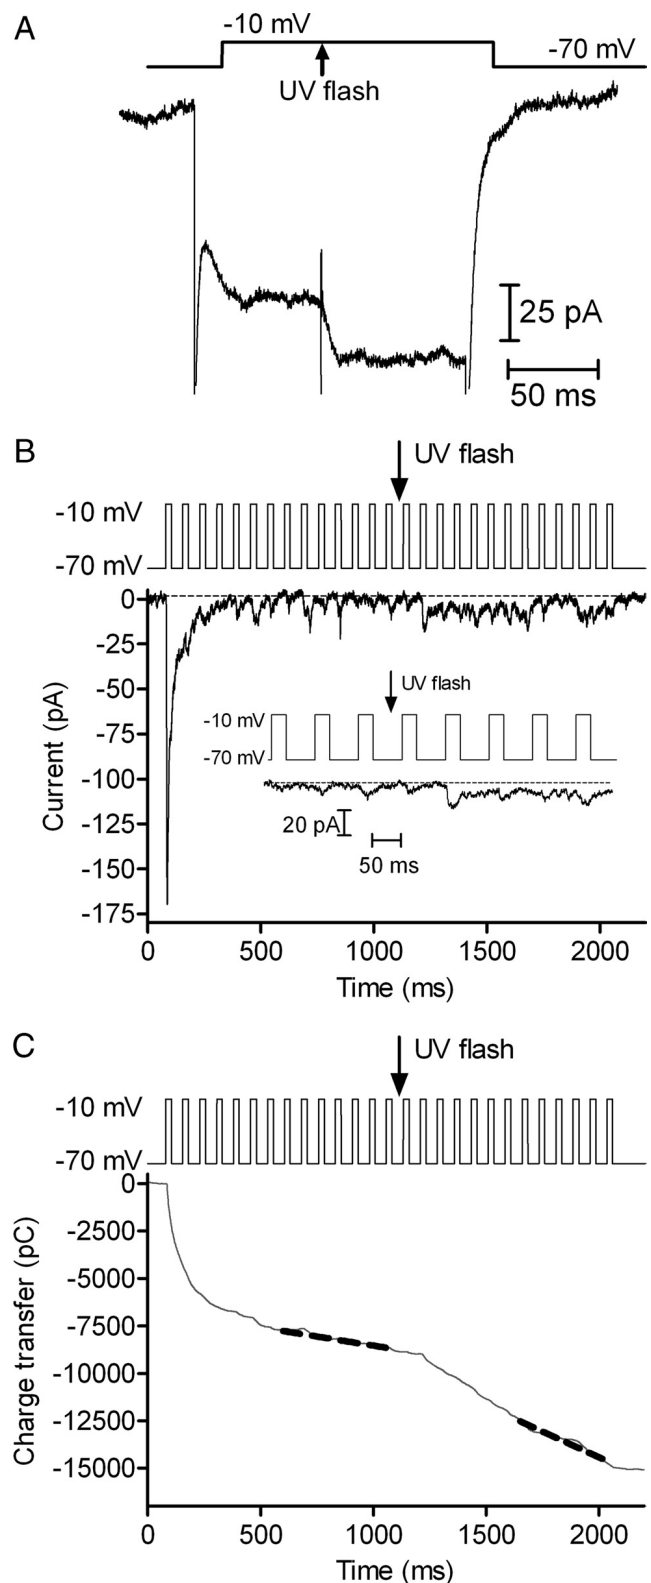 A
-10 mV
-70 mV
UV flash
25 pA
50 ms
B
UV flash
-10 mV
-70 mV
0
-25
-50
-75
-100
-125
-150
-175
Current (pA)
UV flash
-10 mV
-70 mV
20 pA
50 ms
0 500 1000 1500 2000
Time (ms)
C
UV flash
-10 mV
-70 mV
0
-2500
-5000
-7500
-10000
-12500
-15000
Charge transfer (pC)
0 500 1000 1500 2000
Time (ms)